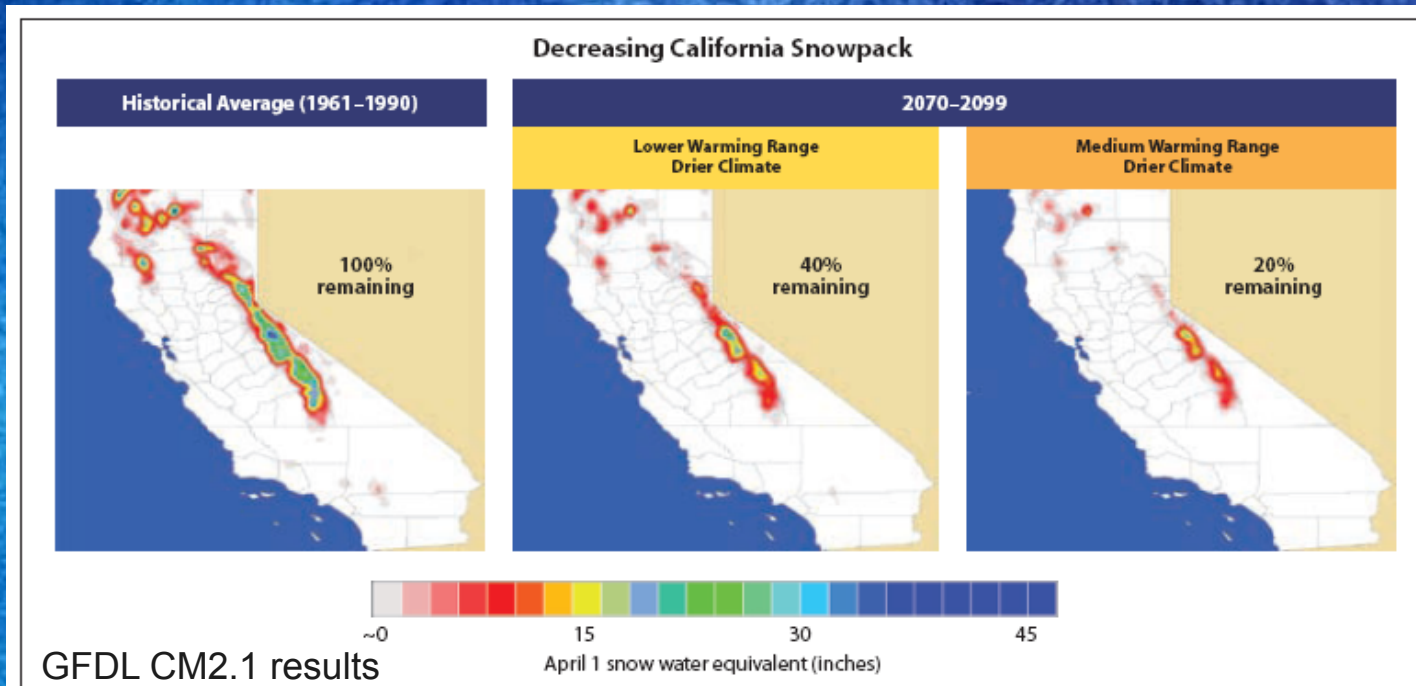 Decreasing California Snowpack
Historical Average (1961–1990)
2070–2099
Lower Warming Range
Drier Climate
Medium Warming Range
Drier Climate
100%
remaining
40%
remaining
20%
remaining
~0
15
30
45
April 1 snow water equivalent (inches)
GFDL CM2.1 results